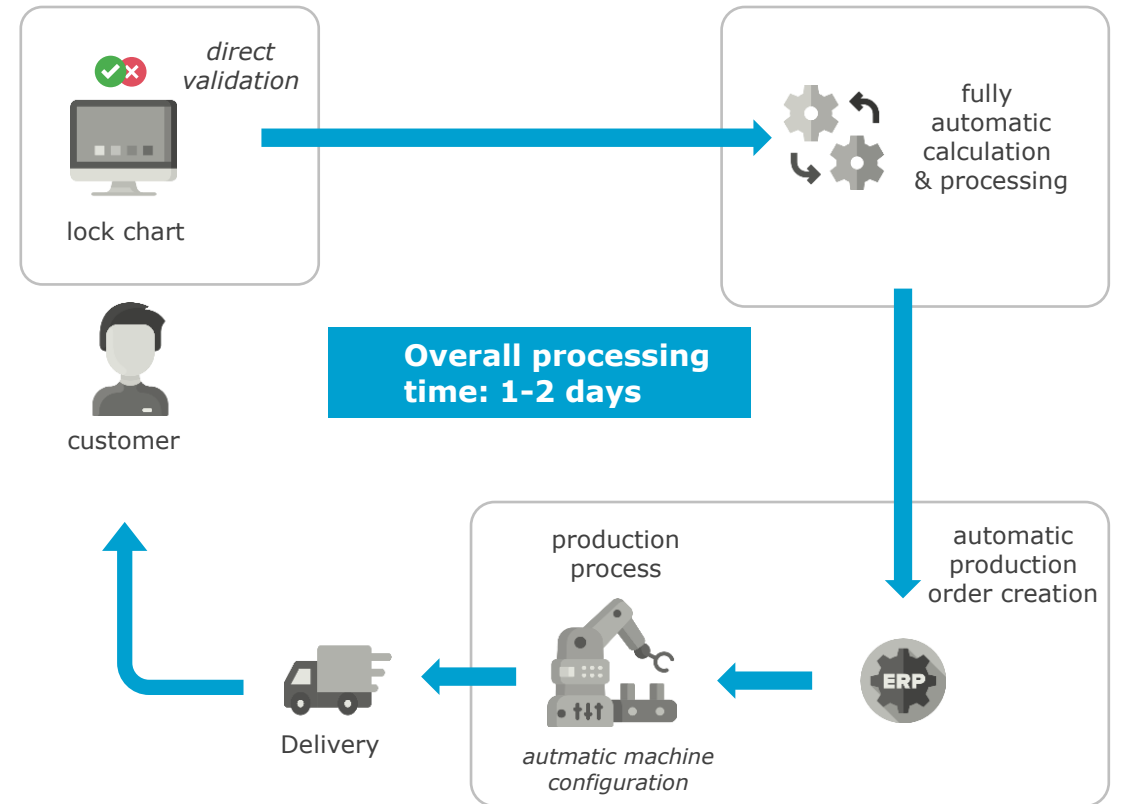 direct
validation
lock chart
fully
automatic
calculation
& processing
customer
Overall processing
time: 1-2 days
automatic
production
order creation
ERP
production
process
autmatic machine
configuration
Delivery